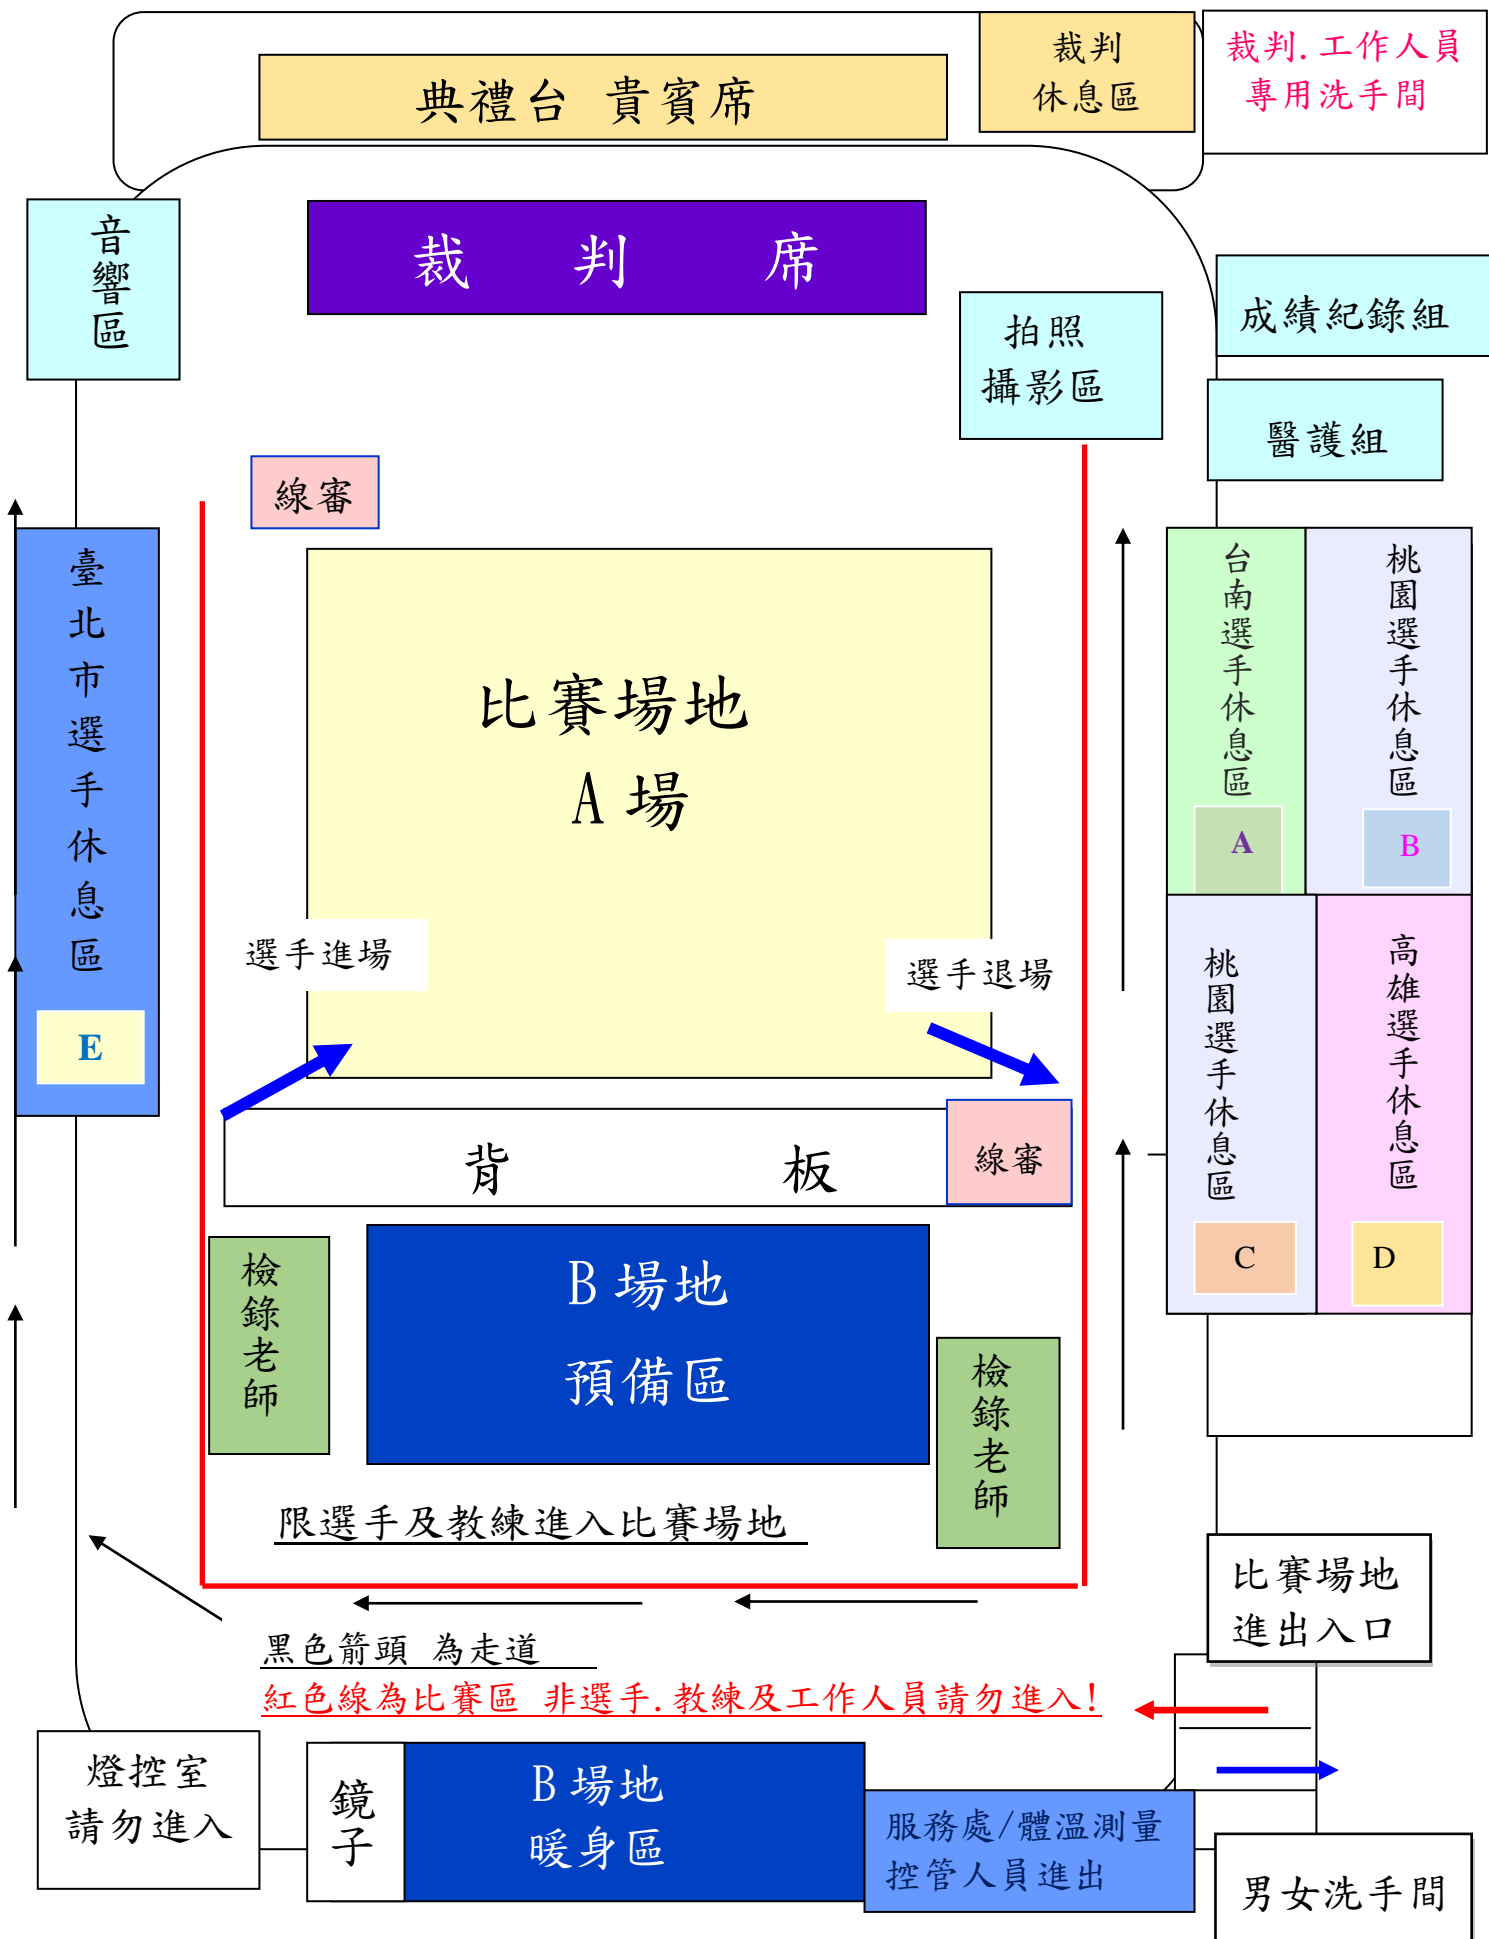 典禮台 貴賓席
裁判
休息區
裁判.工作人員
專用洗手間
音響區
裁 判 席
拍照
攝影區
成績紀錄組
醫護組
線審
臺北市選手休息區
E
比賽場地
A 場
台南選手休息區
A
桃園選手休息區
B
選手進場
選手退場
桃園選手休息區
C
高雄選手休息區
D
背 板
線審
檢錄老師
B 場地
預備區
檢錄老師
限選手及教練進入比賽場地
比賽場地
進出入口
黑色箭頭 為走道
紅色線為比賽區 非選手.教練及工作人員請勿進入!
燈控室
請勿進入
鏡子
B 場地
暖身區
服務處/體溫測量
控管人員進出
男女洗手間